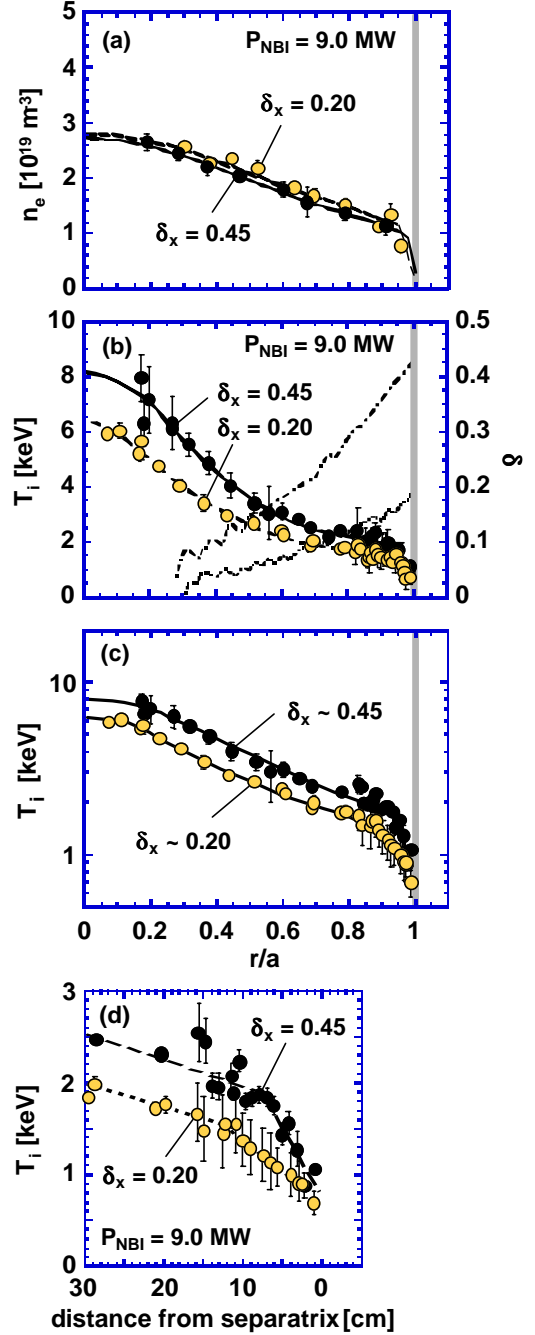 (a)
P_NBI = 9.0 MW
n_e [10^19 m^-3]
5
4
3
2
1
0
δ_x = 0.20
δ_x = 0.45
(b)
P_NBI = 9.0 MW
T_i [keV]
10
8
6
4
2
0
δ_x = 0.45
δ_x = 0.20
0.5
0.4
0.3
0.2
0.1
0
δ
(c)
T_i [keV]
10
1
δ_x ~ 0.45
δ_x ~ 0.20
0 0.2 0.4 0.6 0.8 1
r/a
(d)
T_i [keV]
3
2
1
0
δ_x = 0.45
δ_x = 0.20
P_NBI = 9.0 MW
30 20 10 0
distance from separatrix [cm]